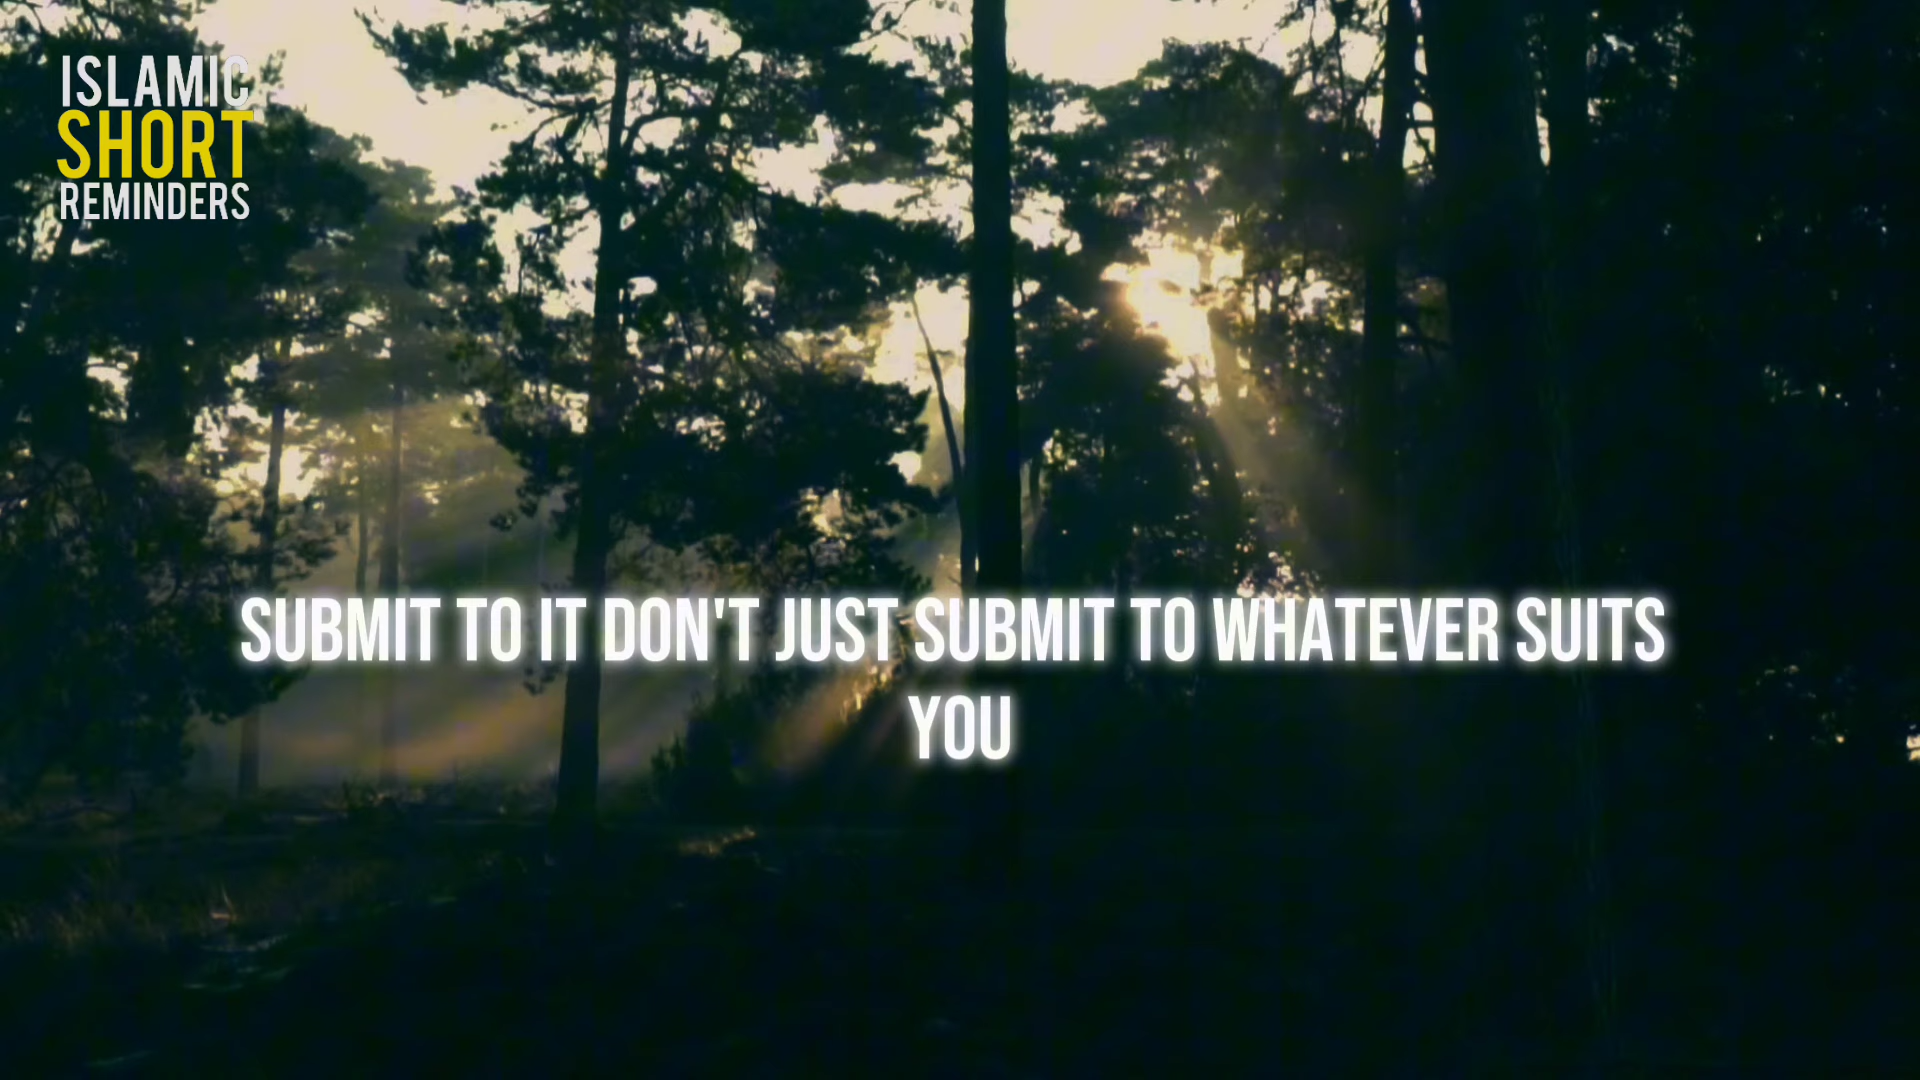 ISLAMIC
SHORT
REMINDERS
SUBMIT TO IT DON'T JUST SUBMIT TO WHATEVER SUITS
YOU